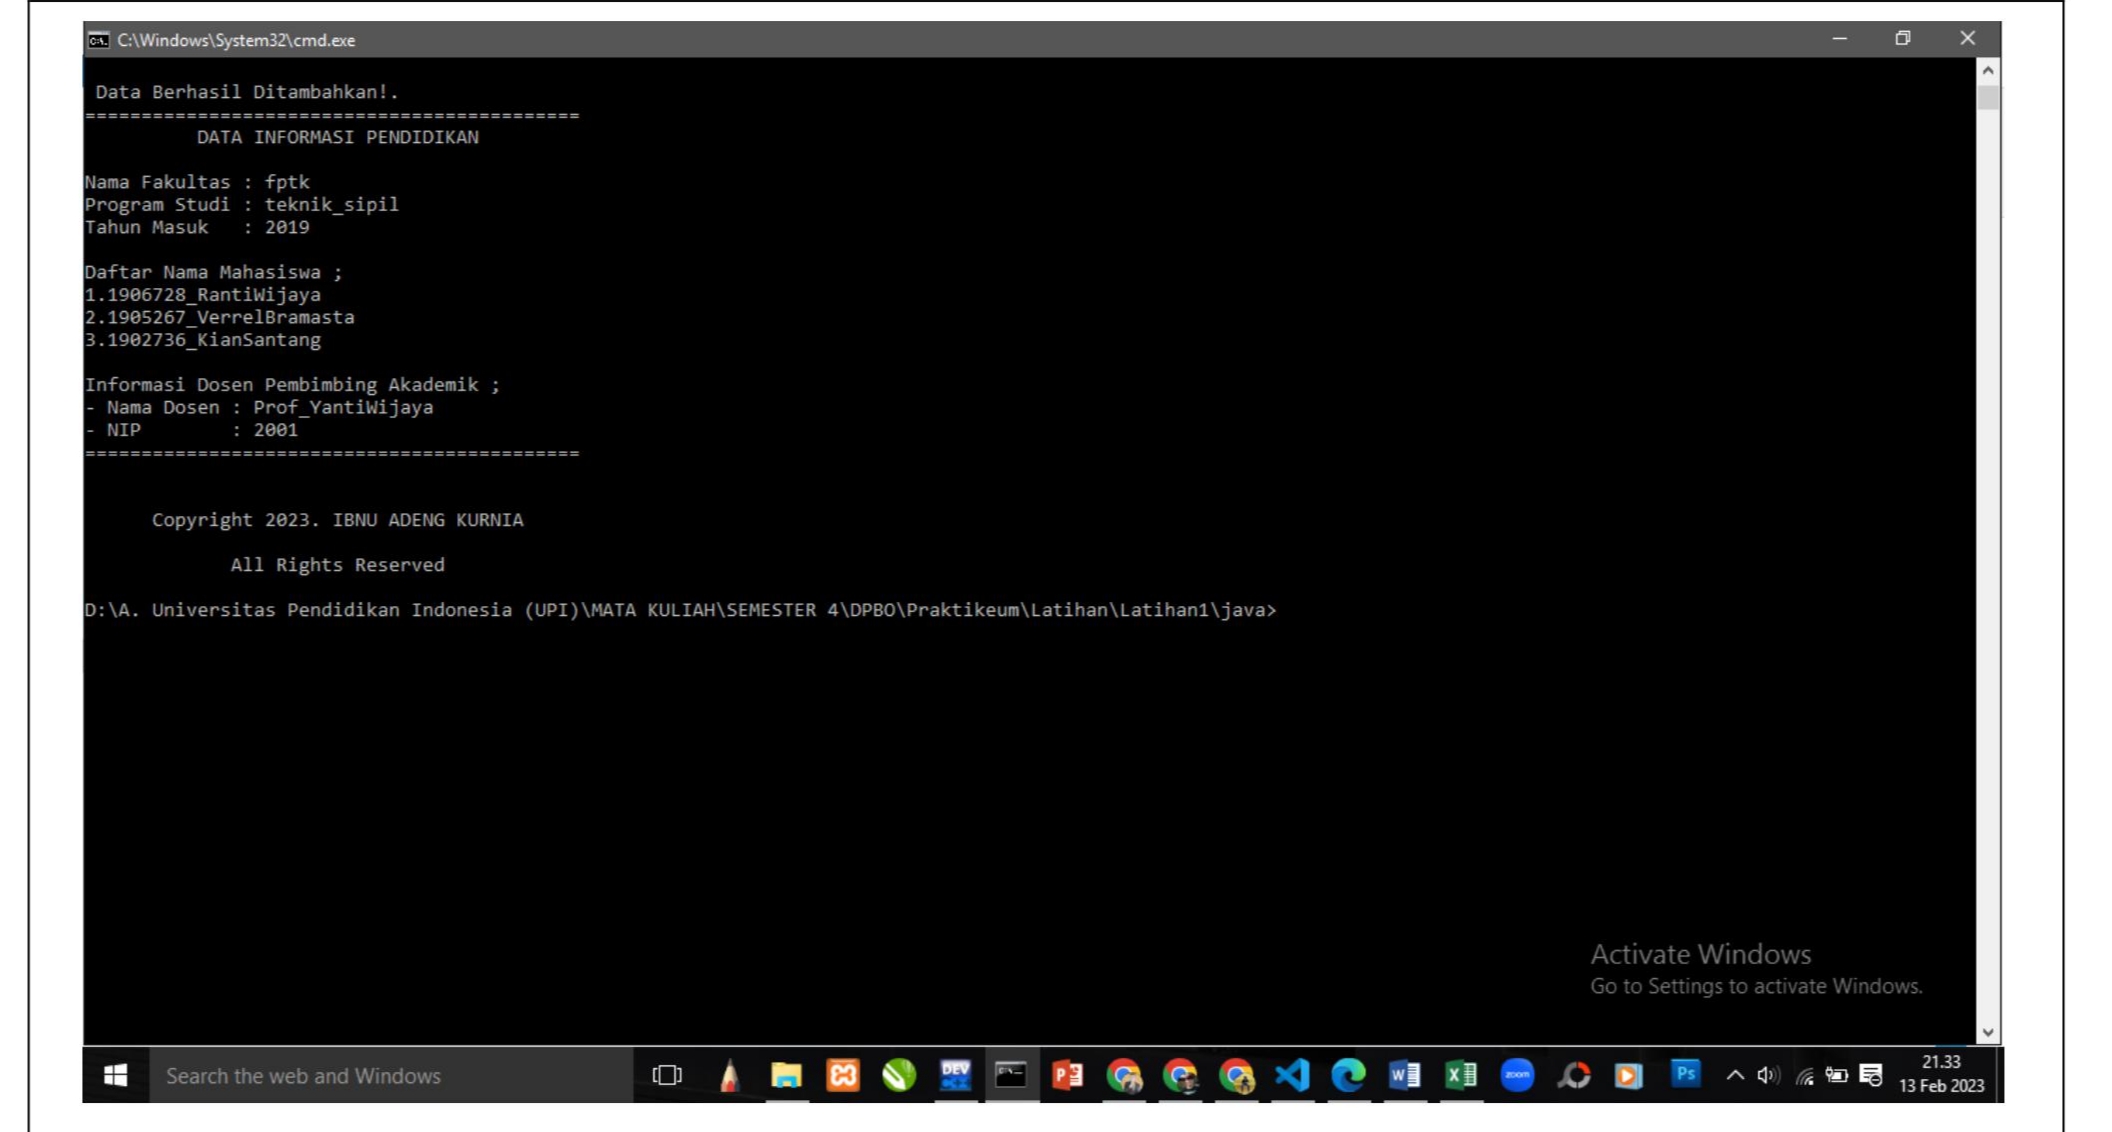 C:\Windows\System32\cmd.exe
Data Berhasil Ditambahkan!.
============================================
DATA INFORMASI PENDIDIKAN
Nama Fakultas : fptk
Program Studi : teknik_sipil
Tahun Masuk   : 2019
Daftar Nama Mahasiswa ;
1.1906728_RantiWijaya
2.1905267_VerrelBramasta
3.1902736_KianSantang
Informasi Dosen Pembimbing Akademik ;
- Nama Dosen : Prof_YantiWijaya
- NIP        : 2001
============================================
Copyright 2023. IBNU ADENG KURNIA
All Rights Reserved
D:\A. Universitas Pendidikan Indonesia (UPI)\MATA KULIAH\SEMESTER 4\DPBO\Praktikeum\Latihan\Latihan1\java>
Activate Windows
Go to Settings to activate Windows.
Search the web and Windows
DEV
zoom
Ps
21.33
13 Feb 2023